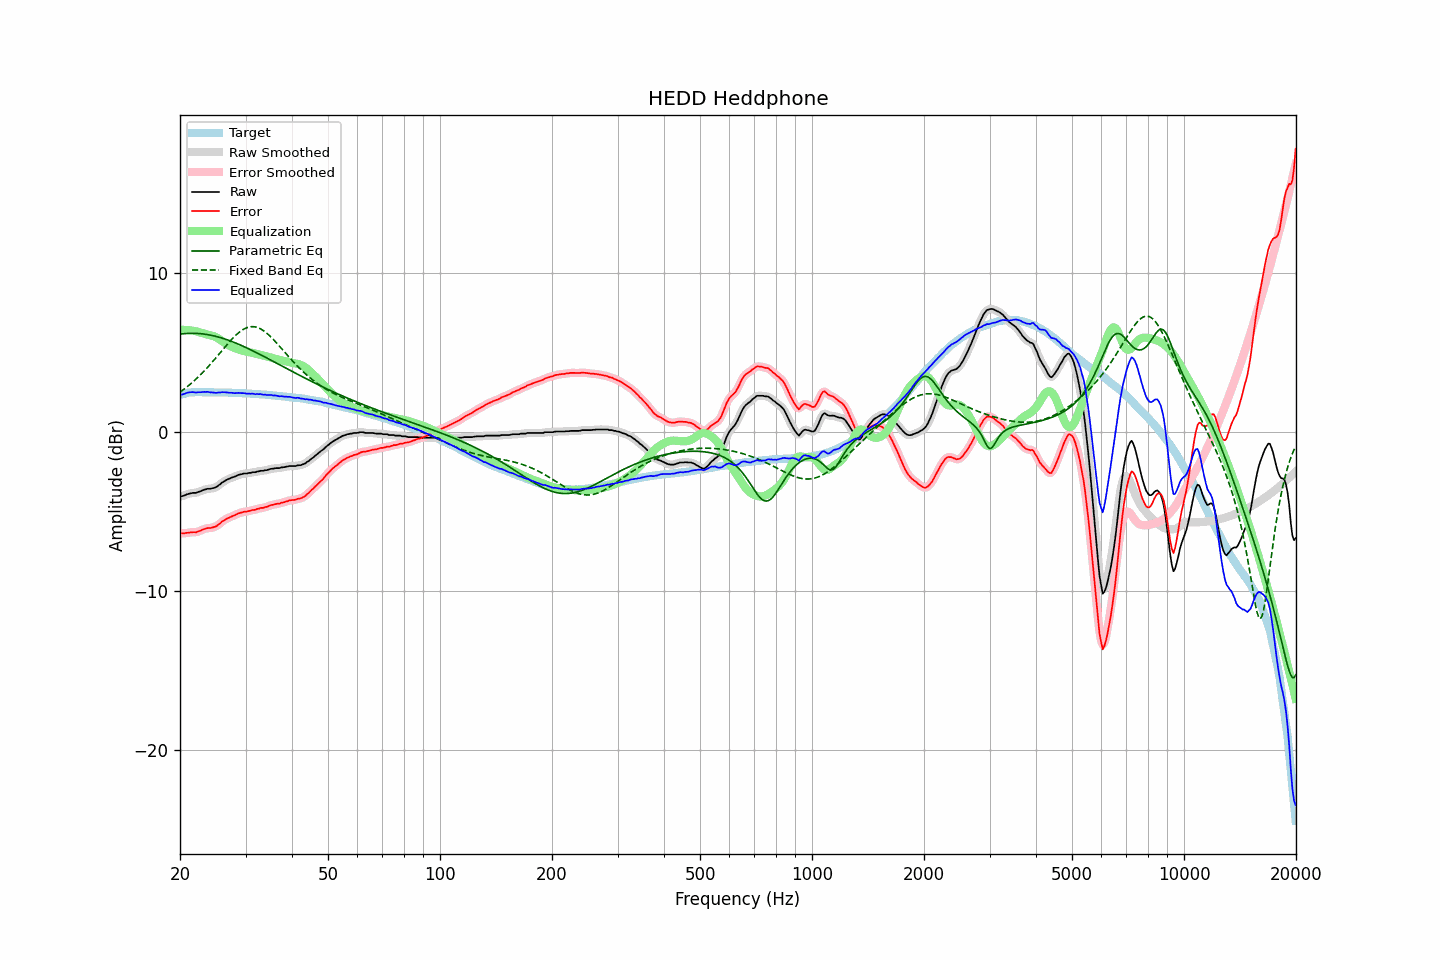 HEDD Heddphone
Target
Raw Smoothed
Error Smoothed
Raw
Error
Equalization
Parametric Eq
Fixed Band Eq
Equalized
10
0
−10
−20
Amplitude (dBr)
20 50 100 200 500 1000 2000 5000 10000 20000
Frequency (Hz)